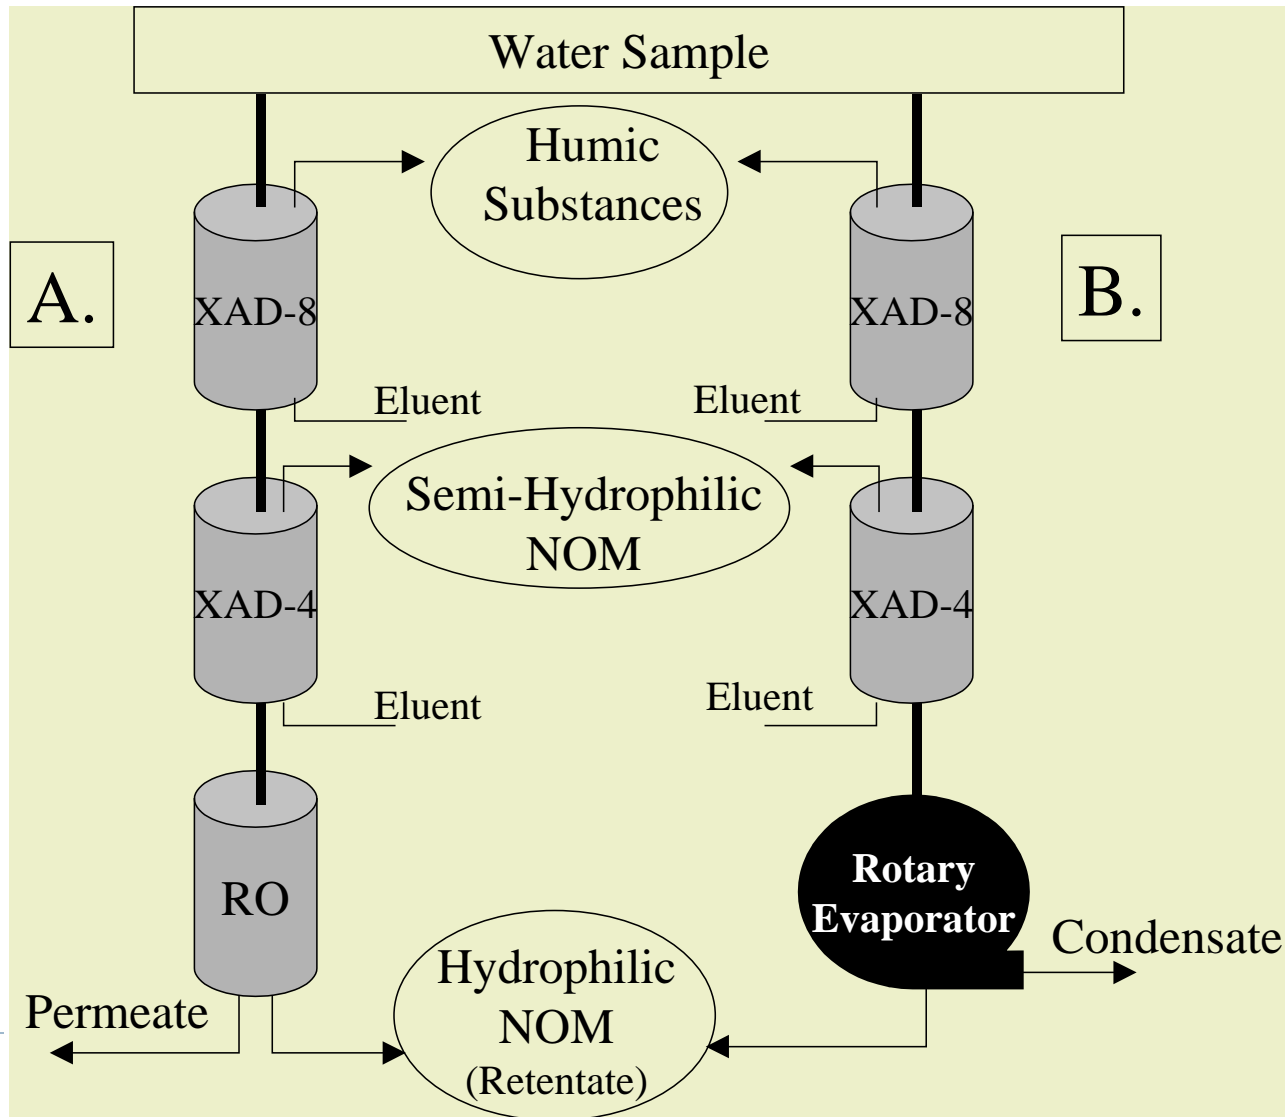 Water Sample
Humic
Substances
A.
XAD-8
XAD-8
B.
Eluent
Eluent
Semi-Hydrophilic
NOM
XAD-4
XAD-4
Eluent
Eluent
RO
Rotary
Evaporator
Condensate
Permeate
Hydrophilic
NOM
(Retentate)